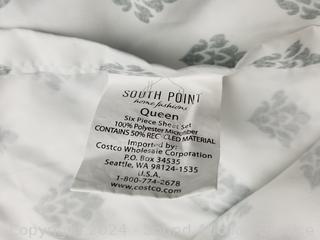 SOUTH POINT
home fashions
Queen
Six Piece Sheet Set
100% Polyester Microfiber
CONTAINS 50% RECYCLED MATERIAL
Imported by:
Costco Wholesale Corporation
P.O. Box 34535
Seattle, WA 98124-1535
U.S.A.
1-800-774-2678
www.costco.com
2024